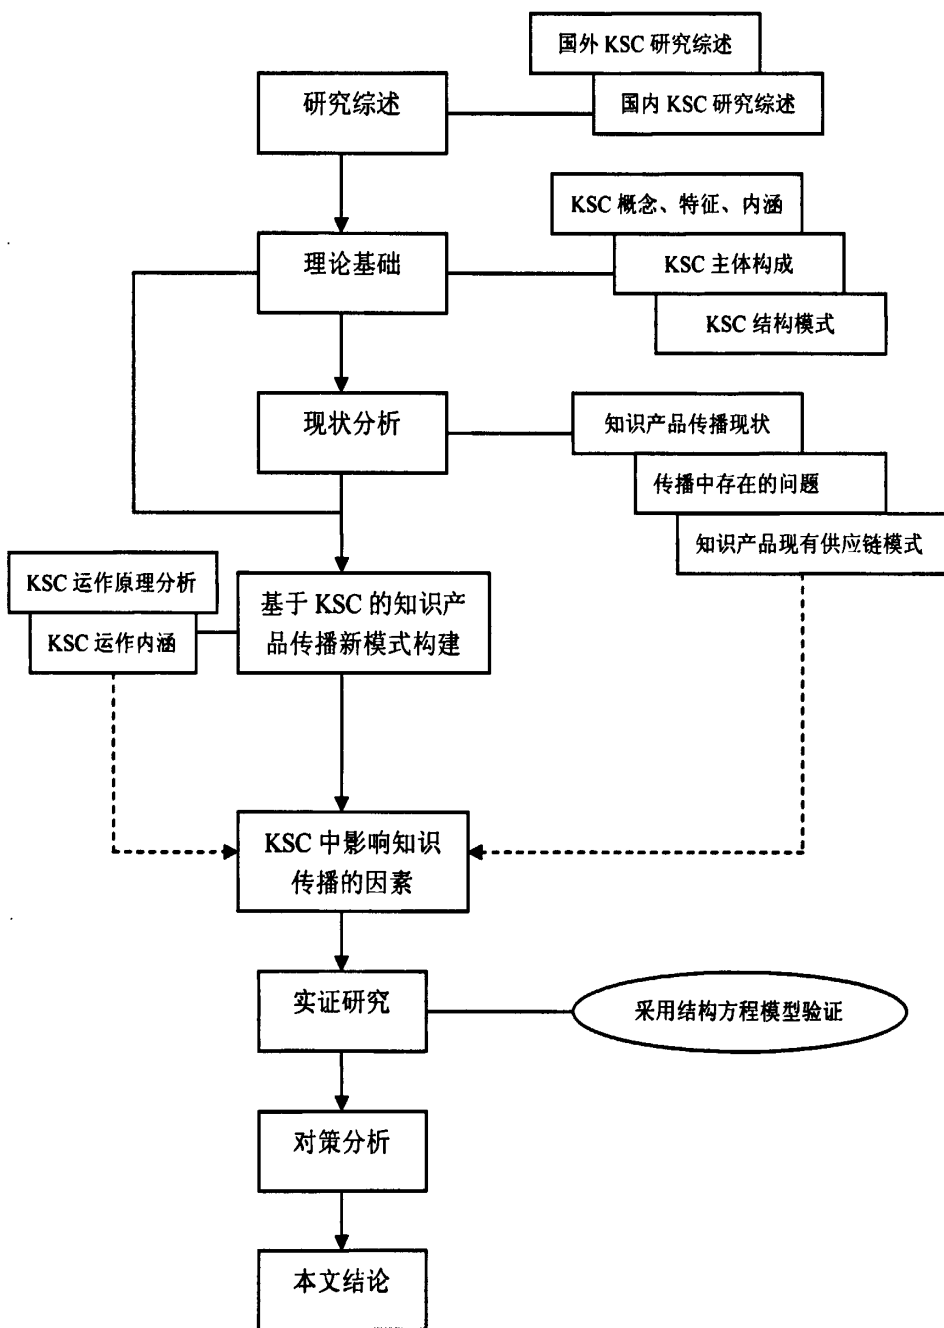 国外 KSC 研究综述
研究综述
国内 KSC 研究综述
KSC 概念、特征、内涵
理论基础
KSC 主体构成
KSC 结构模式
现状分析
知识产品传播现状
传播中存在的问题
知识产品现有供应链模式
KSC 运作原理分析
KSC 运作内涵
基于 KSC 的知识产
品传播新模式构建
KSC 中影响知识
传播的因素
实证研究
采用结构方程模型验证
对策分析
本文结论